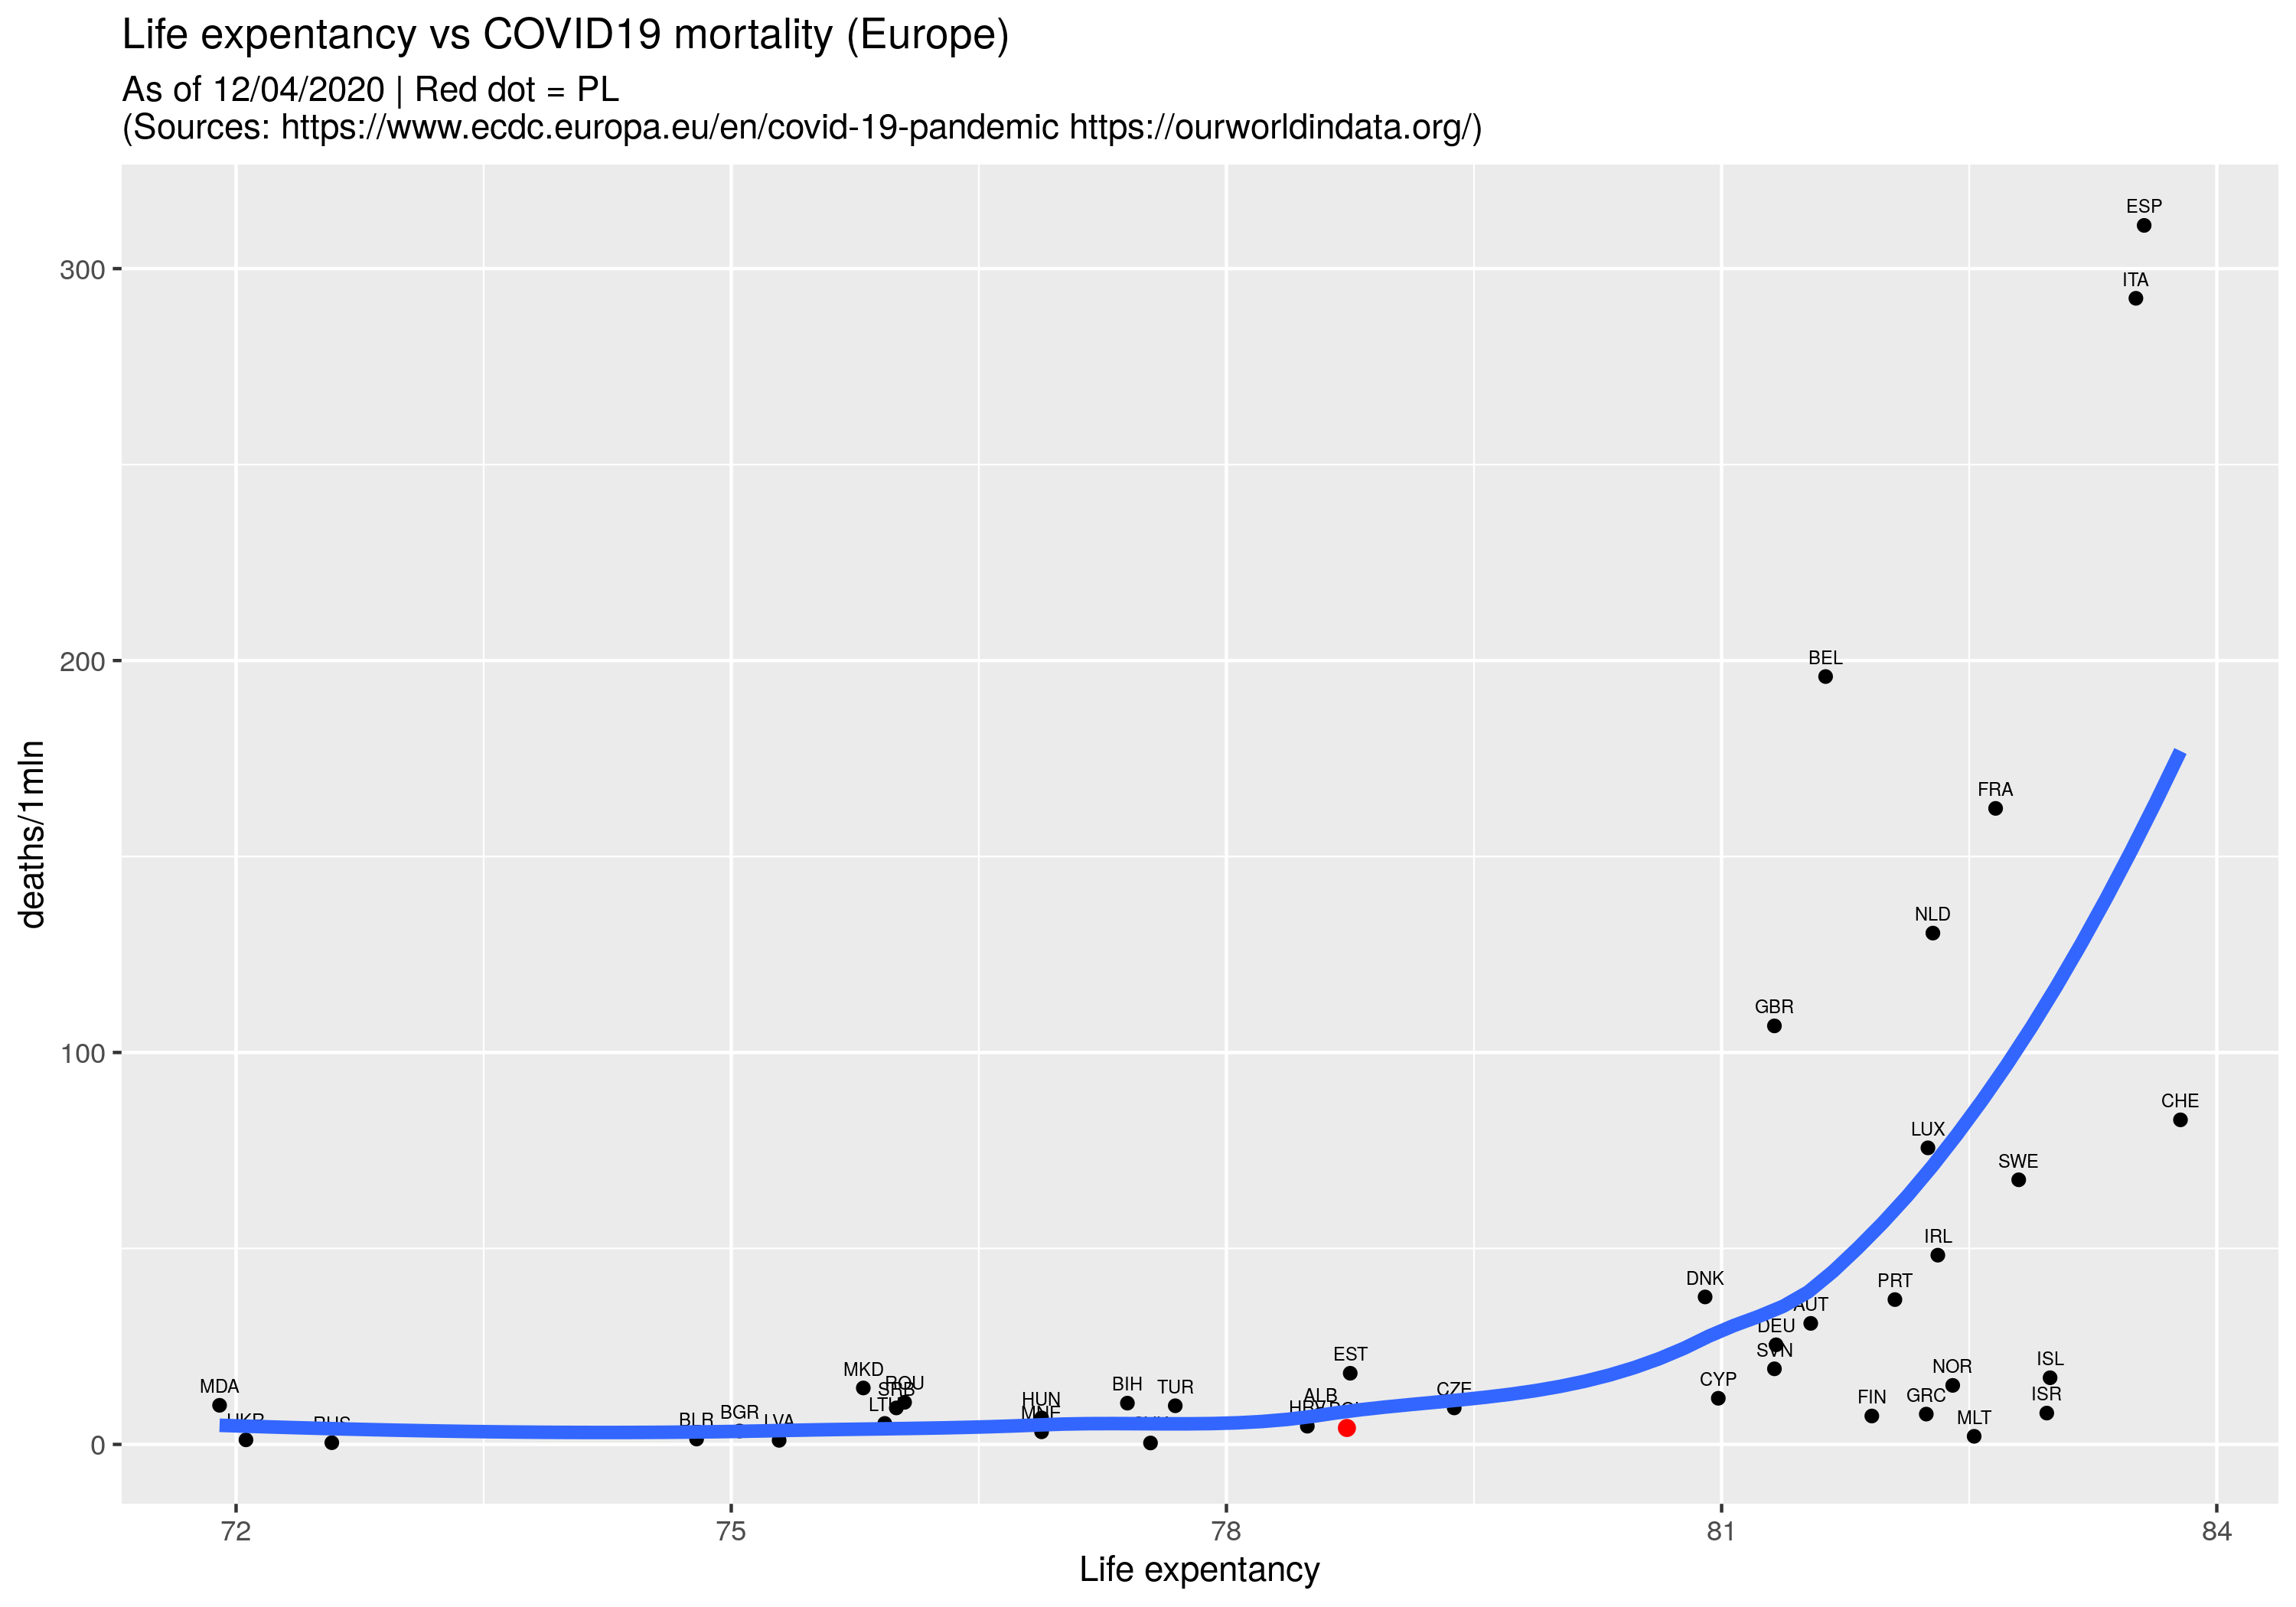 Life expentancy vs COVID19 mortality (Europe)
As of 12/04/2020 | Red dot = PL
(Sources: https://www.ecdc.europa.eu/en/covid-19-pandemic https://ourworldindata.org/)
ESP
300
ITA
200
BEL
FRA
NLD
GBR
100
CHE
LUX
SWE
IRL
DNK
PRT
AUT
DEU
SVN
EST
ISL
NOR
MKD
ROU
SRB
MDA
BIH
TUR
CYP
CZE
ISR
FIN
GRC
HUN
ALB
LTU
BGR
MNE
HRV
MLT
BLR
LVA
0
deaths/1mln
72
75
78
81
84
Life expentancy